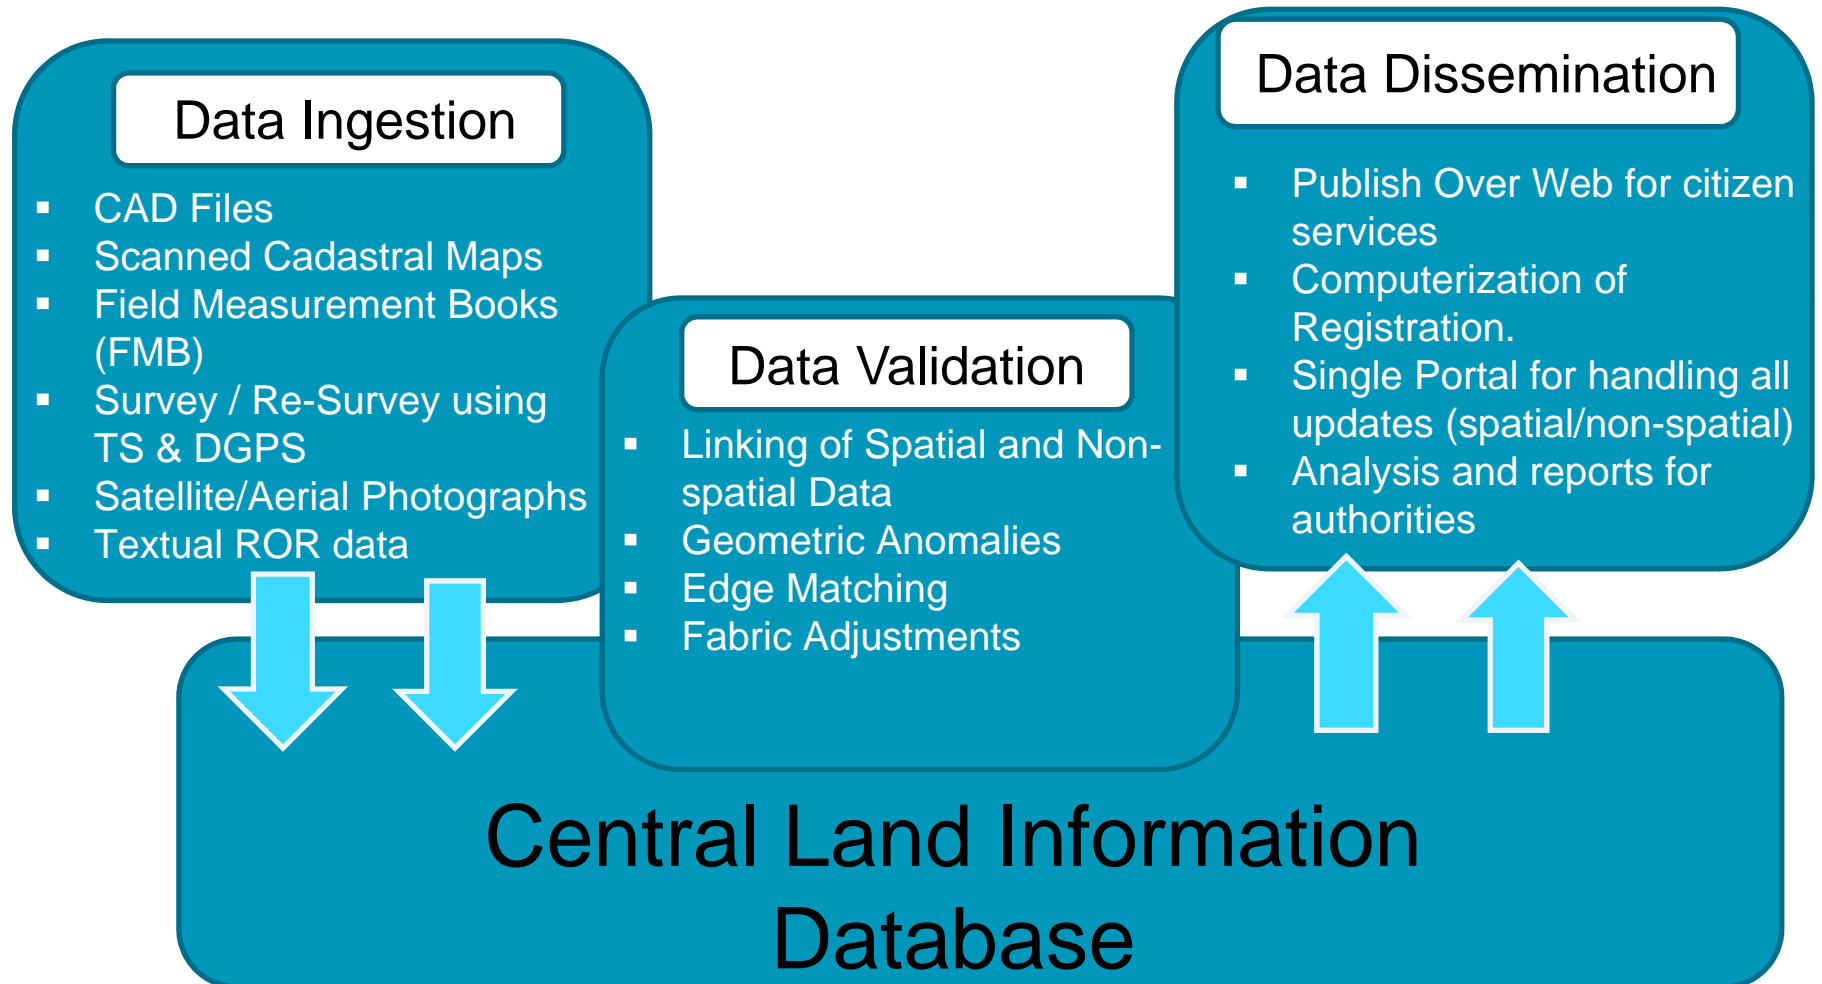 Data Ingestion
▪ CAD Files
▪ Scanned Cadastral Maps
▪ Field Measurement Books
(FMB)
▪ Survey / Re-Survey using
TS & DGPS
▪ Satellite/Aerial Photographs
▪ Textual ROR data
Data Validation
▪ Linking of Spatial and Non-
spatial Data
▪ Geometric Anomalies
▪ Edge Matching
▪ Fabric Adjustments
Data Dissemination
▪ Publish Over Web for citizen
services
▪ Computerization of
Registration.
▪ Single Portal for handling all
updates (spatial/non-spatial)
▪ Analysis and reports for
authorities
Central Land Information
Database